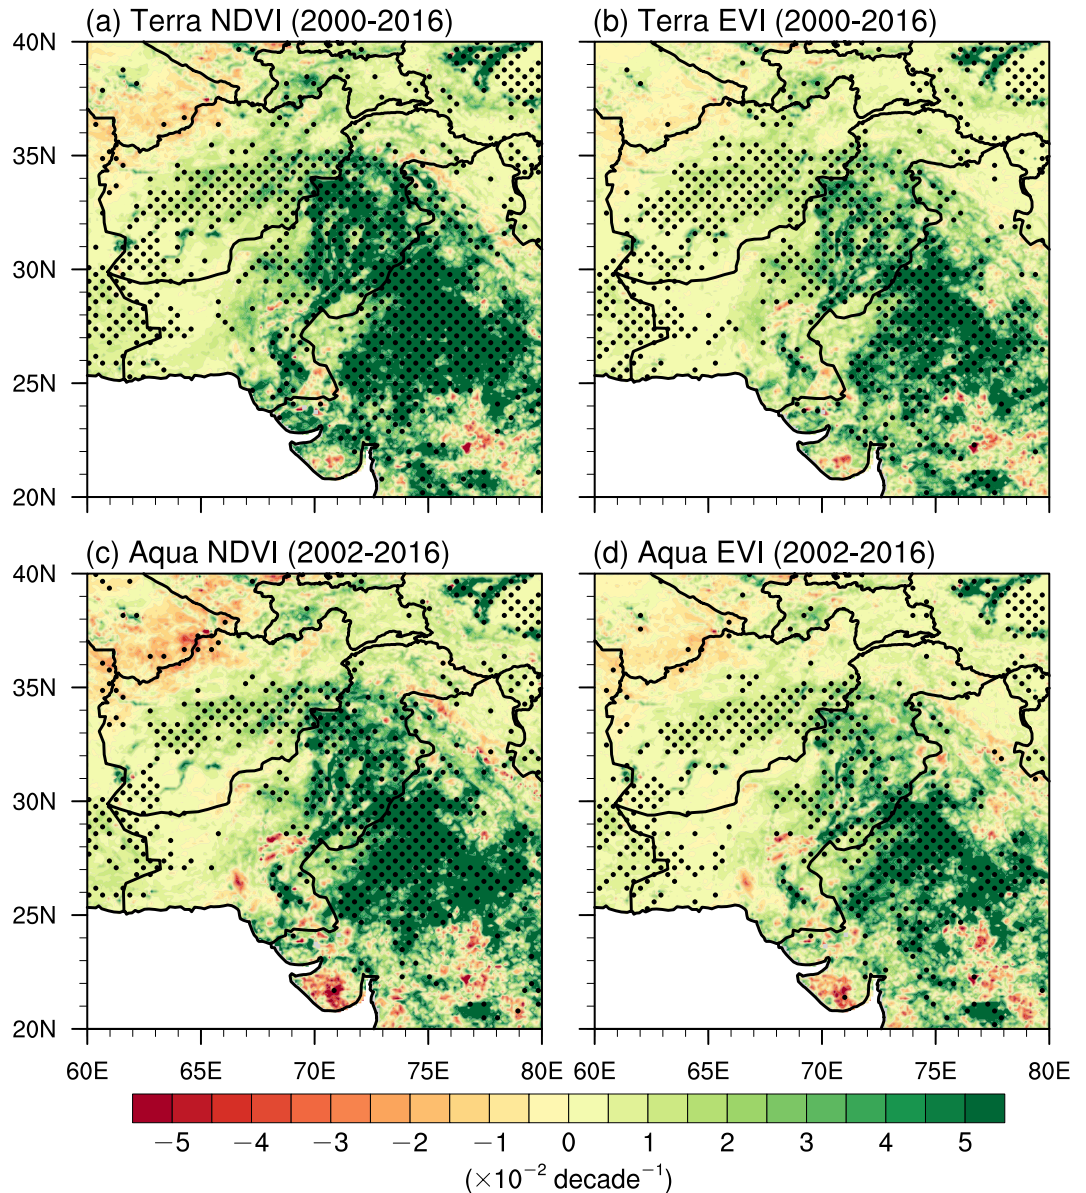 (a) Terra NDVI (2000-2016)
(b) Terra EVI (2000-2016)
40N
35N
30N
25N
20N
(c) Aqua NDVI (2002-2016)
(d) Aqua EVI (2002-2016)
40N
35N
30N
25N
20N
60E 65E 70E 75E 80E
60E 65E 70E 75E 80E
−5 −4 −3 −2 −1 0 1 2 3 4 5
(×10⁻² decade⁻¹)